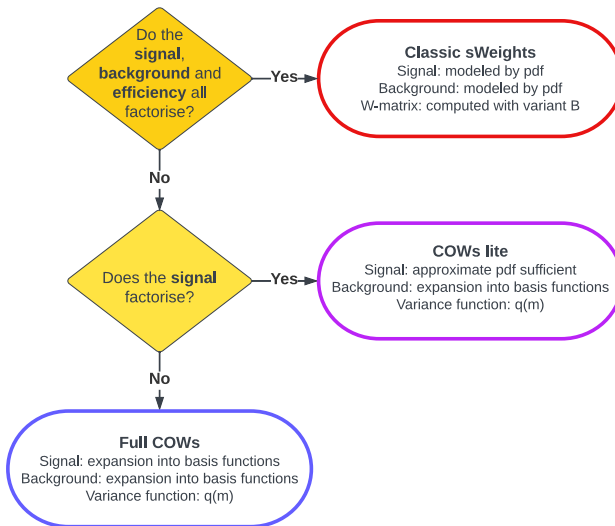 Do the
signal,
background and
efficiency all
factorise?
Yes
Classic sWeights
Signal: modeled by pdf
Background: modeled by pdf
W-matrix: computed with variant B
No
Does the signal
factorise?
Yes
COWs lite
Signal: approximate pdf sufficient
Background: expansion into basis functions
Variance function: q(m)
No
Full COWs
Signal: expansion into basis functions
Background: expansion into basis functions
Variance function: q(m)